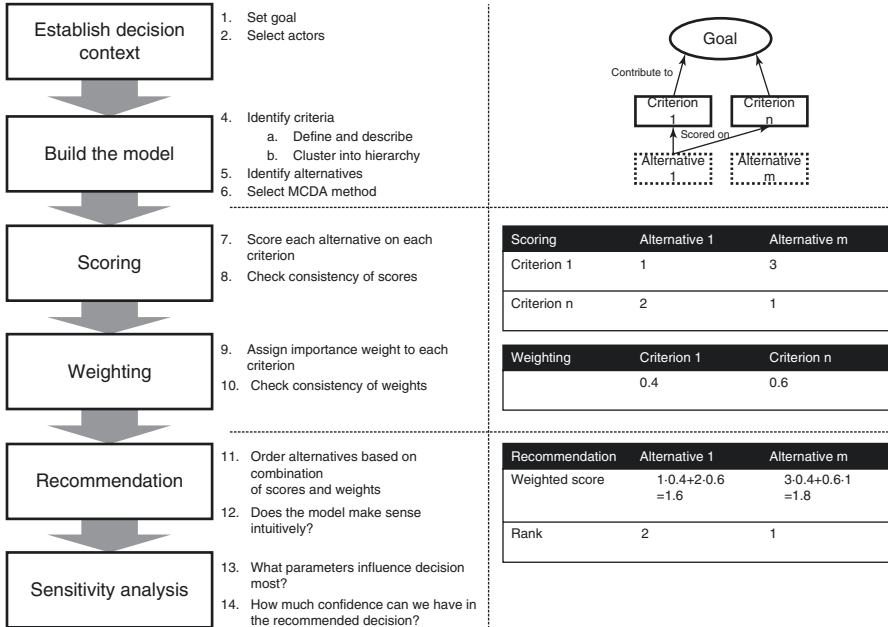 Establish decision
context
1. Set goal
2. Select actors
Build the model
4. Identify criteria
a. Define and describe
b. Cluster into hierarchy
5. Identify alternatives
6. Select MCDA method
Goal
Contribute to
Criterion
1
Criterion
n
Scored on
Alternative
1
Alternative
m
Scoring
7. Score each alternative on each
criterion
8. Check consistency of scores
Scoring Alternative 1 Alternative m
Criterion 1 1 3
Criterion n 2 1
Weighting
9. Assign importance weight to each
criterion
10. Check consistency of weights
Weighting Criterion 1 Criterion n
0.4 0.6
Recommendation
11. Order alternatives based on
combination
of scores and weights
12. Does the model make sense
intuitively?
Recommendation Alternative 1 Alternative m
Weighted score 1·0.4+2·0.6 3·0.4+0.6·1
=1.6 =1.8
Rank 2 1
Sensitivity analysis
13. What parameters influence decision
most?
14. How much confidence can we have in
the recommended decision?